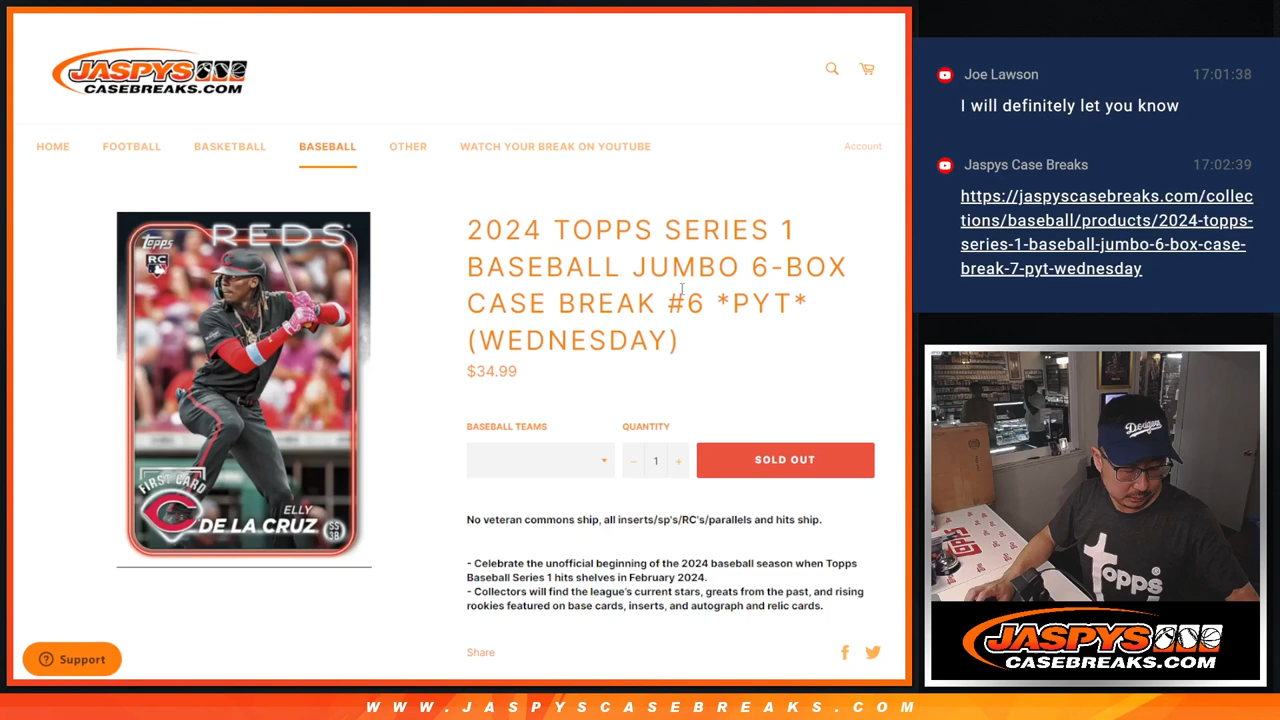 JASPYS
CASEBREAKS.COM
HOME
FOOTBALL
BASKETBALL
BASEBALL
OTHER
WATCH YOUR BREAK ON YOUTUBE
Account
Topps
REDS
RC
FIRST CARD
ELLY
DE LA CRUZ
SS
3B
2024 TOPPS SERIES 1
BASEBALL JUMBO 6-BOX
CASE BREAK #6 *PYT*
(WEDNESDAY)
$34.99
BASEBALL TEAMS
QUANTITY
− 1 +
SOLD OUT
No veteran commons ship, all inserts/sp's/RC's/parallels and hits ship.
- Celebrate the unofficial beginning of the 2024 baseball season when Topps
Baseball Series 1 hits shelves in February 2024.
- Collectors will find the league's current stars, greats from the past, and rising
rookies featured on base cards, inserts, and autograph and relic cards.
Share
Support
Joe Lawson 17:01:38
I will definitely let you know
Jaspys Case Breaks 17:02:39
https://jaspyscasebreaks.com/collec
tions/baseball/products/2024-topps-
series-1-baseball-jumbo-6-box-case-
break-7-pyt-wednesday
Dodgers
Topps
JASPYS
CASEBREAKS.COM
WWW.JASPYSCASEBREAKS.COM